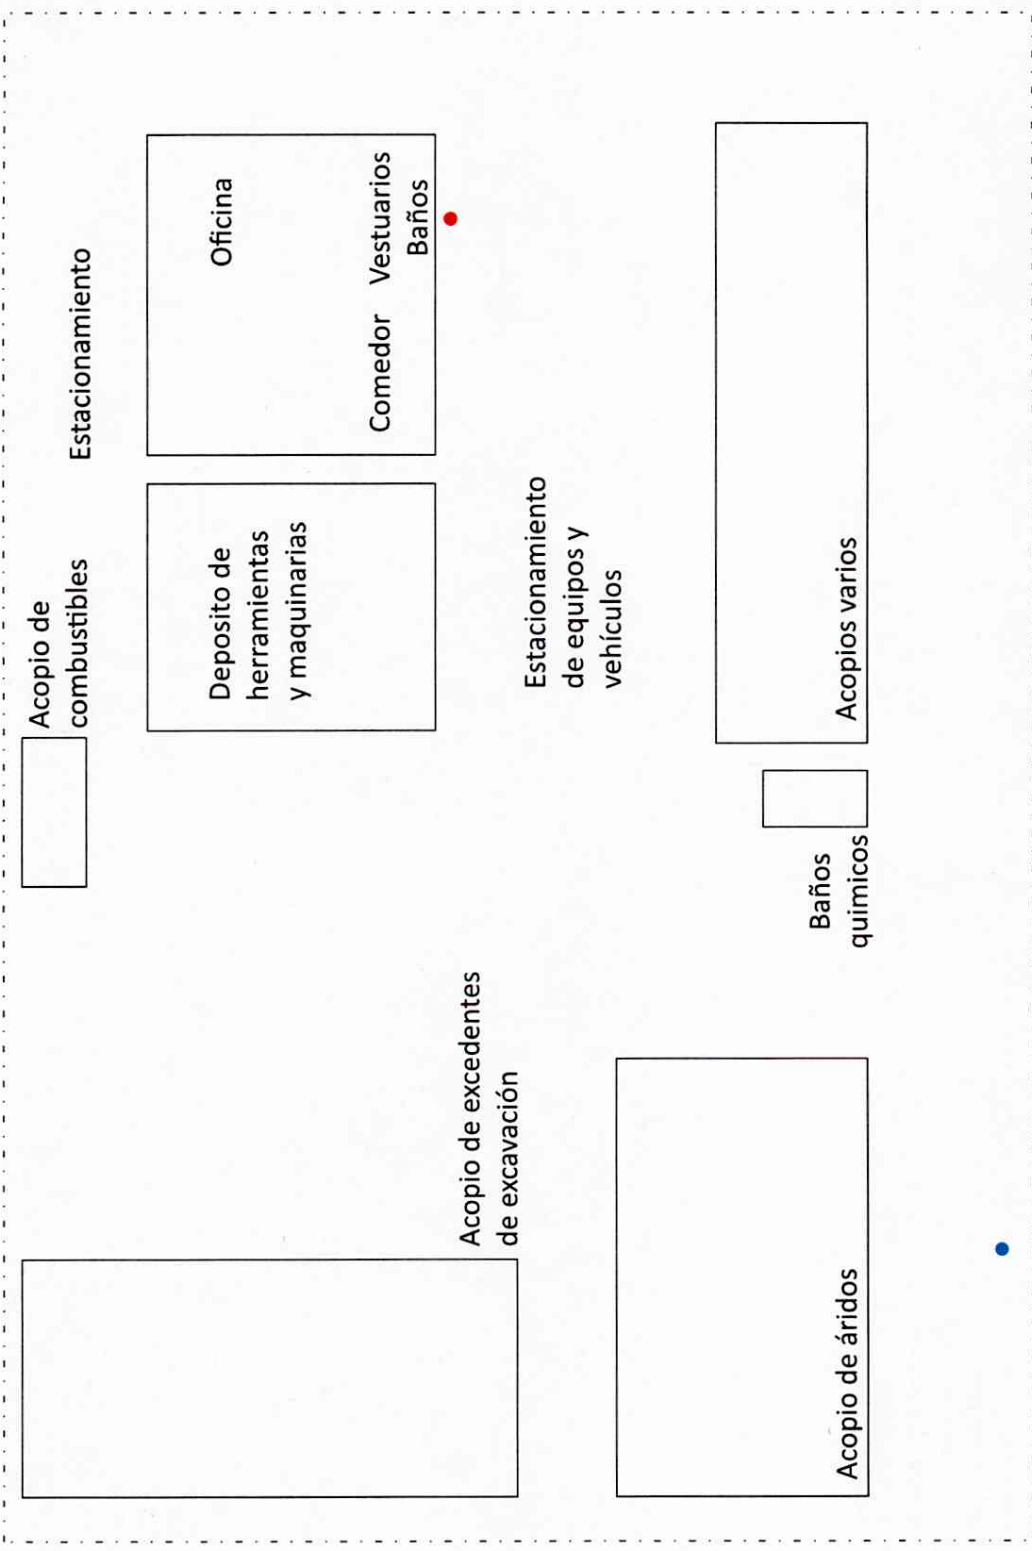 Acopio de
combustibles
Estacionamiento
Deposito de
herramientas
y maquinarias
Oficina
Comedor Vestuarios
Baños
Acopio de excedentes
de excavación
Estacionamiento
de equipos y
vehículos
Acopio de áridos
Baños
quimicos
Acopios varios